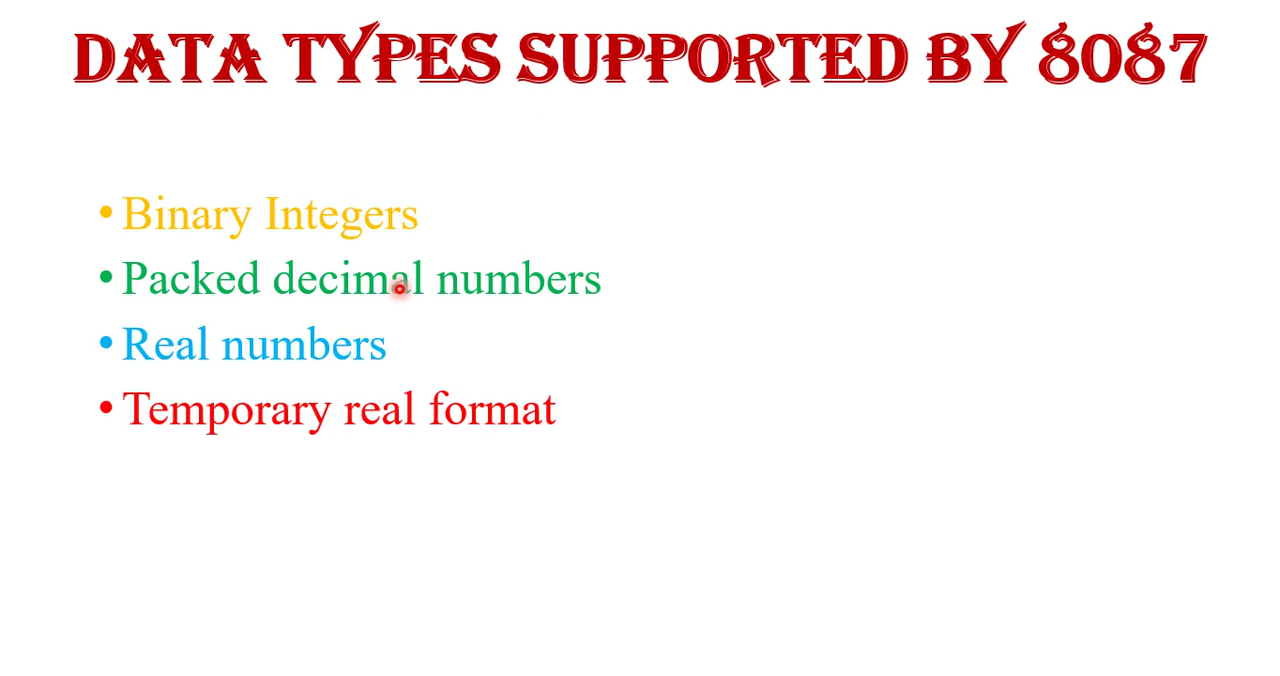 DATA TYPES SUPPORTED BY 8087
• Binary Integers
• Packed decimal numbers
• Real numbers
• Temporary real format